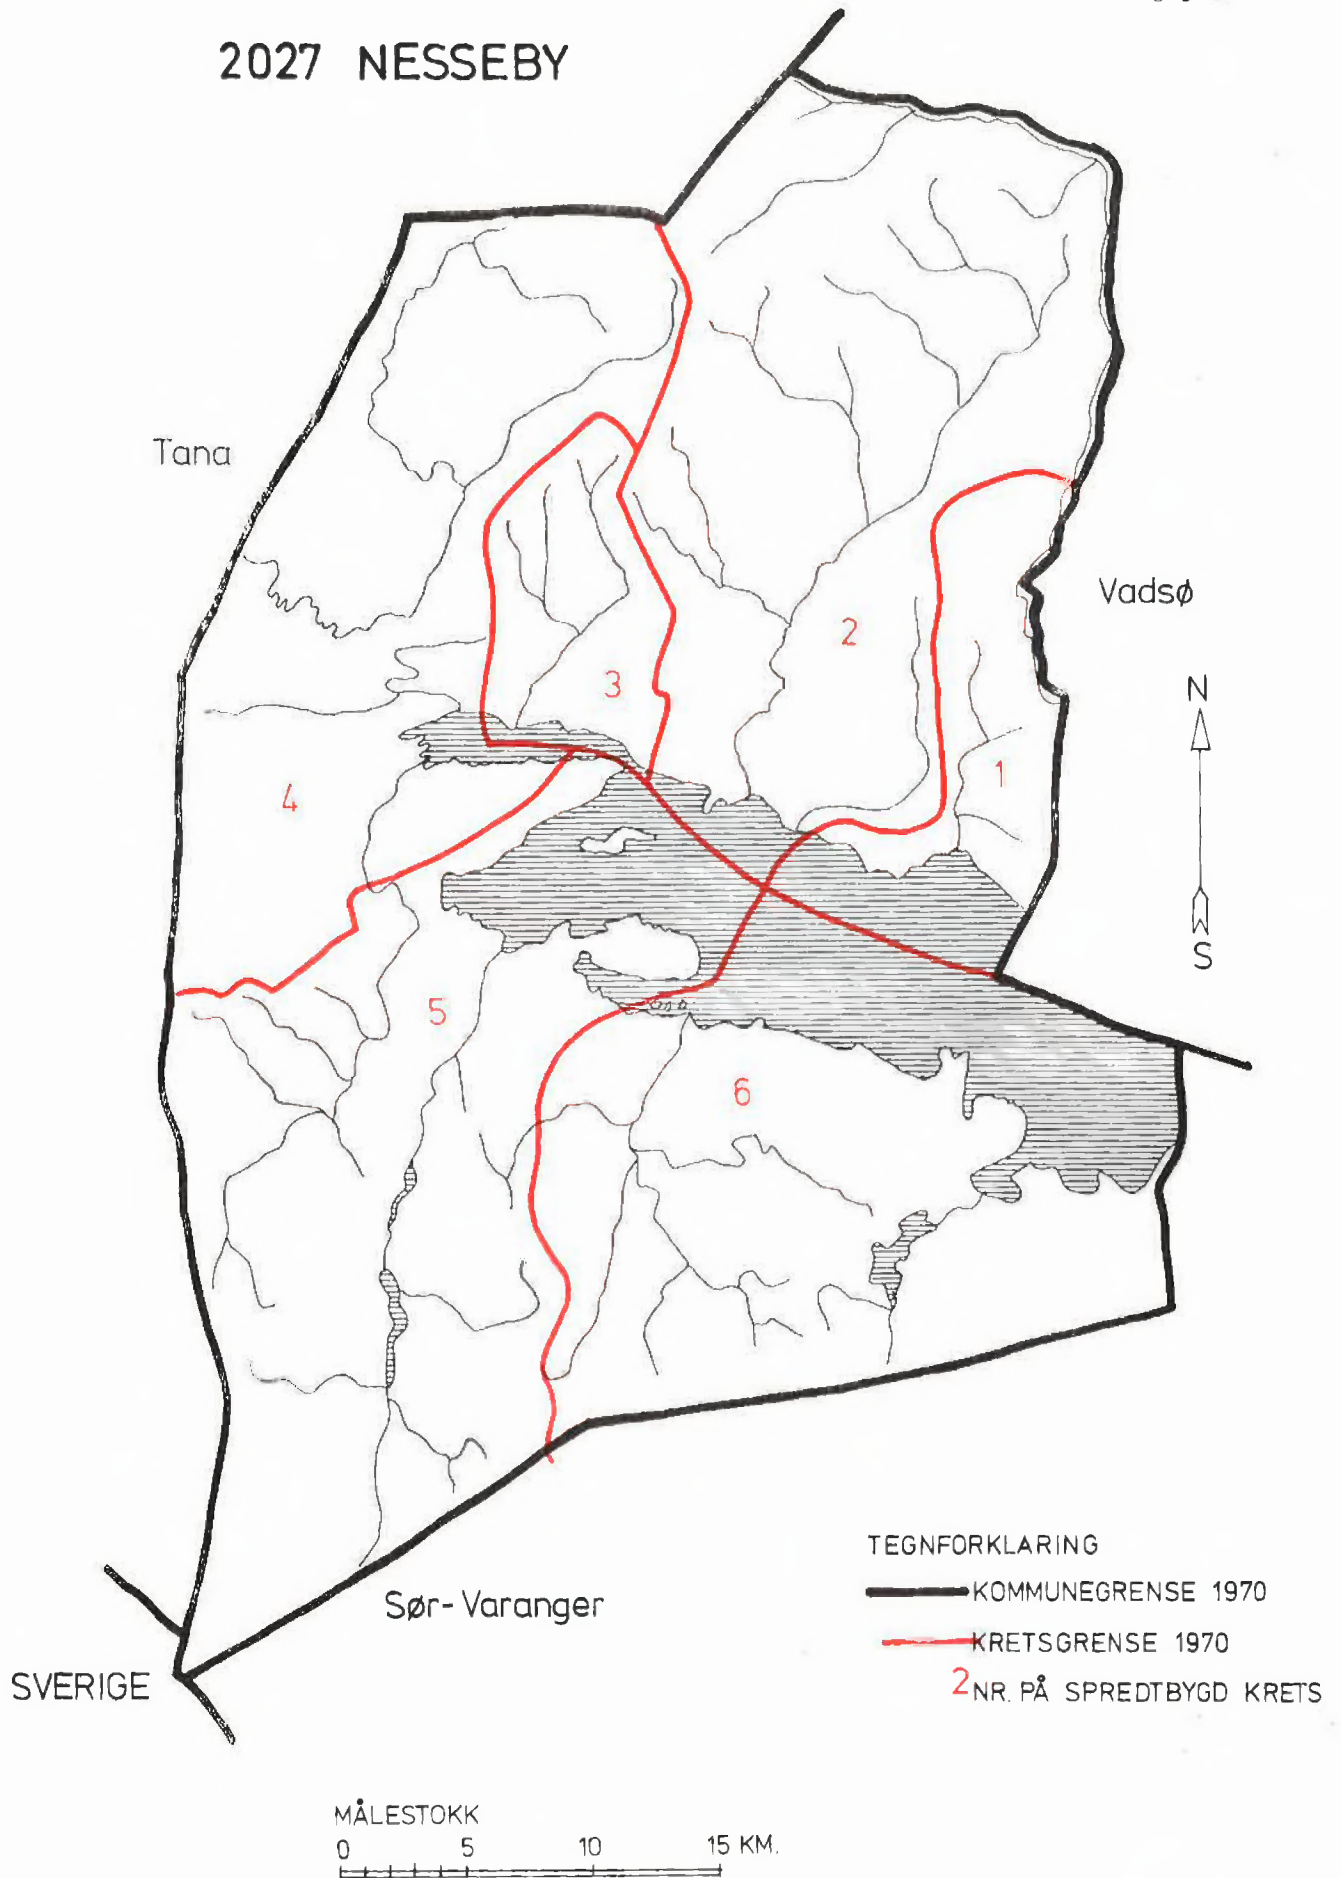 2027 NESSEBY
Tana
Vadsø
2
3
N
1
4
S
5
6
TEGNFORKLARING
KOMMUNEGRENSE 1970
Sør-Varanger
KRETSGRENSE 1970
SVERIGE
2 NR. PÅ SPREDTBYGD KRETS
MÅLESTOKK
0 5 10 15 KM.